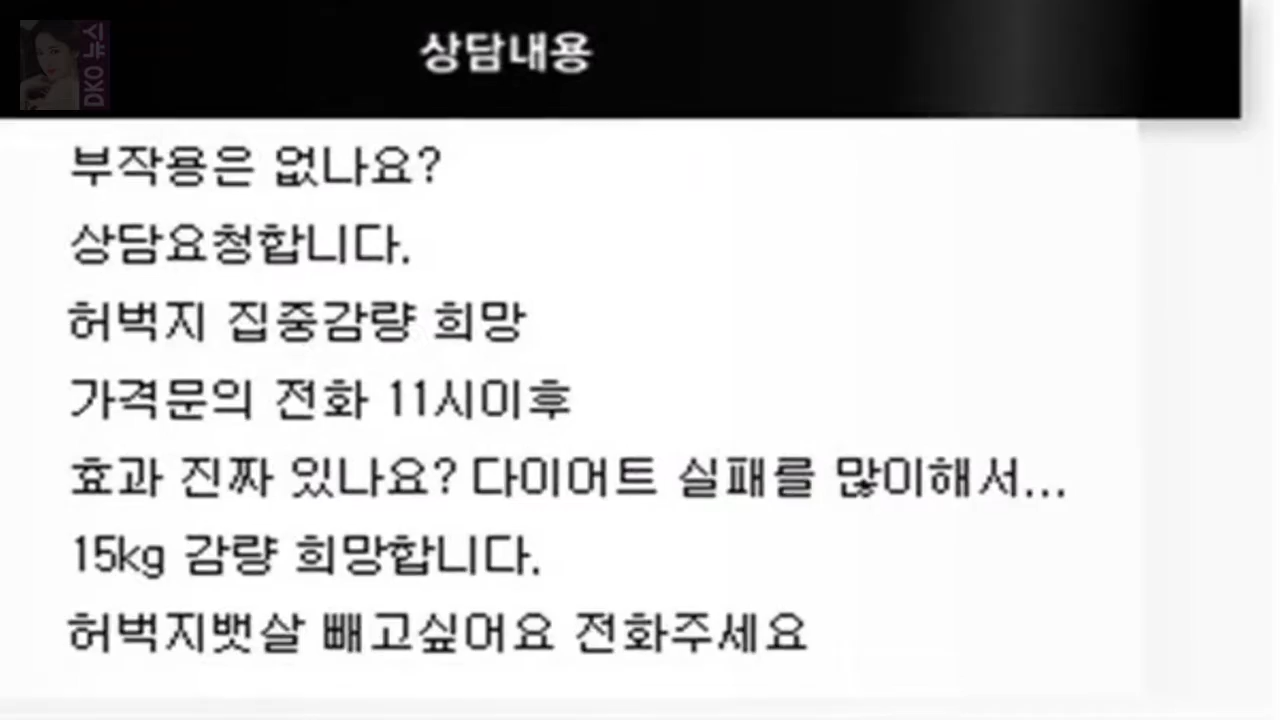 상담내용
DKO 뉴스
부작용은 없나요?
상담요청합니다.
허벅지 집중감량 희망
가격문의 전화 11시이후
효과 진짜 있나요? 다이어트 실패를 많이해서...
15kg 감량 희망합니다.
허벅지뱃살 빼고싶어요 전화주세요